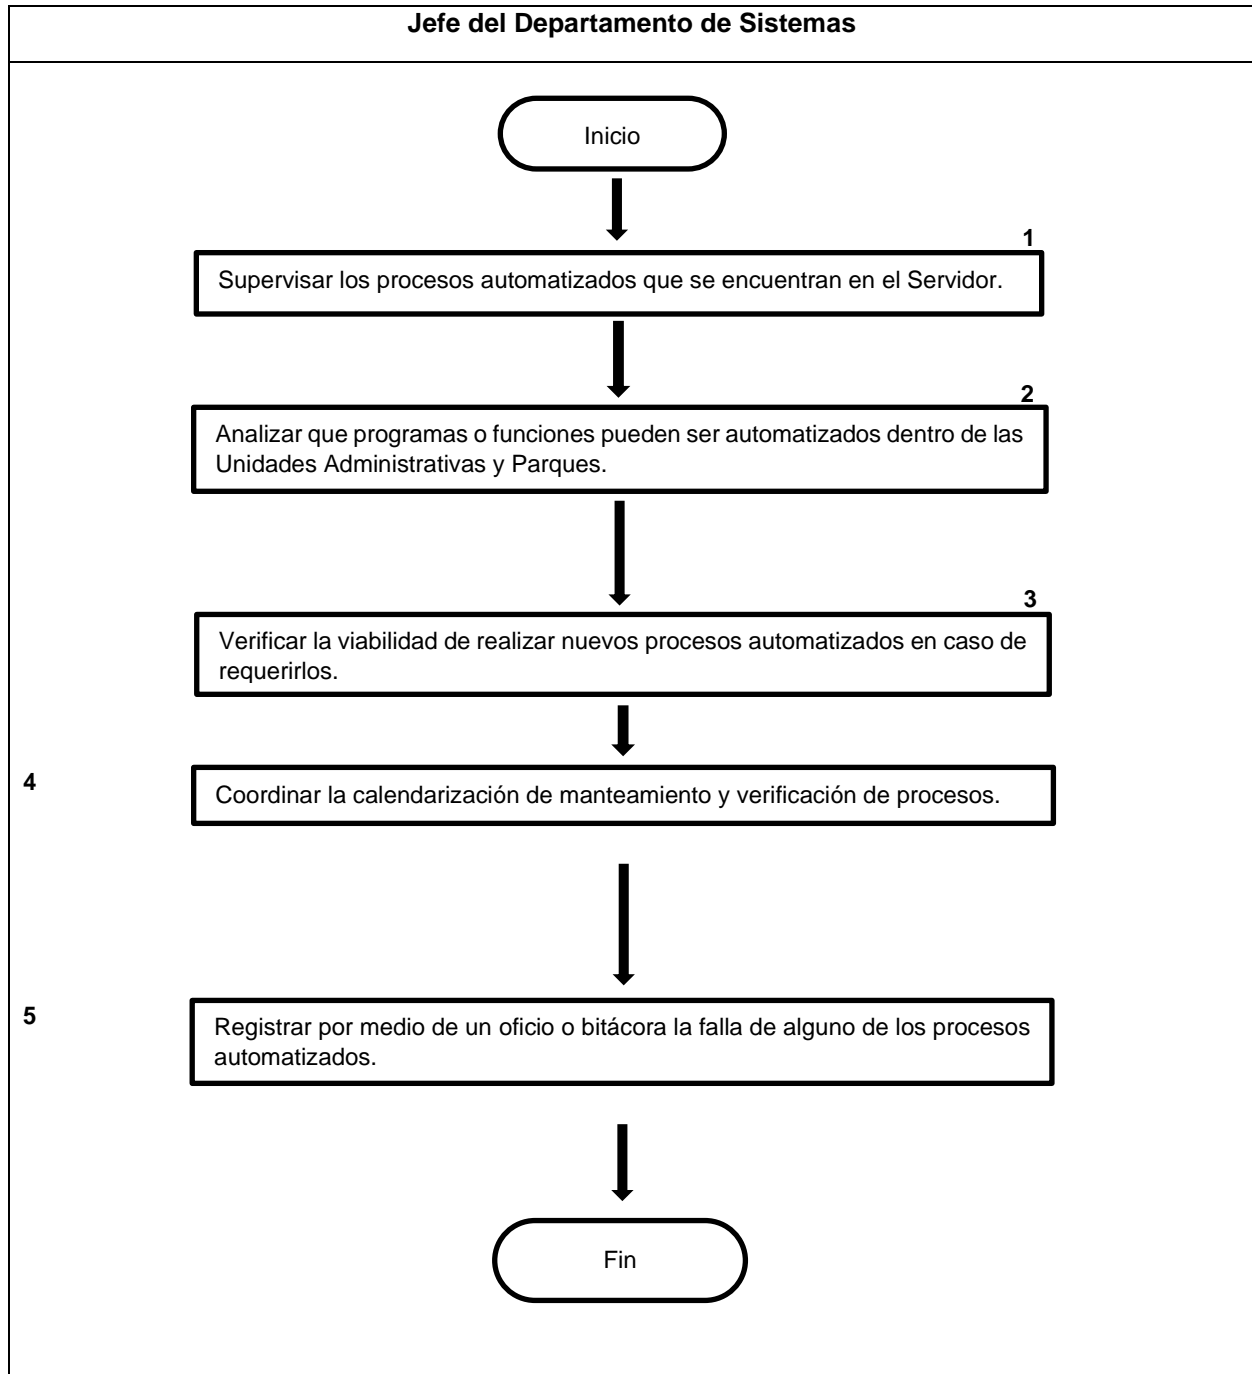 Jefe del Departamento de Sistemas
Inicio
1
Supervisar los procesos automatizados que se encuentran en el Servidor.
2
Analizar que programas o funciones pueden ser automatizados dentro de las
Unidades Administrativas y Parques.
3
Verificar la viabilidad de realizar nuevos procesos automatizados en caso de
requerirlos.
4
Coordinar la calendarización de manteamiento y verificación de procesos.
5
Registrar por medio de un oficio o bitácora la falla de alguno de los procesos
automatizados.
Fin